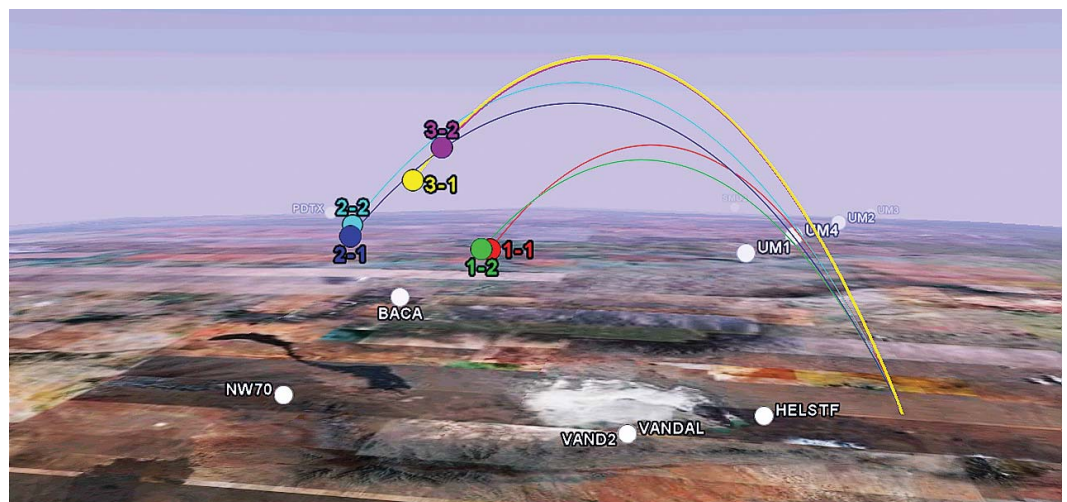 3-2
3-1
PDTX
2-2
2-1
1-1
1-2
UM2
UM3
UM4
UM1
BACA
NW70
HELSTF
VAND2
VANDAL